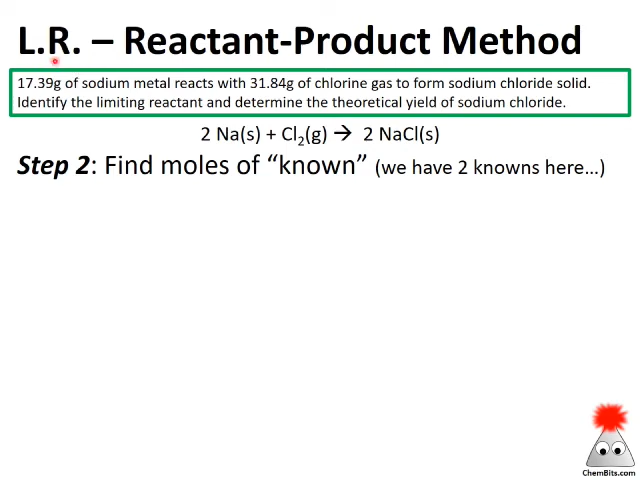 L.R. – Reactant-Product Method
17.39g of sodium metal reacts with 31.84g of chlorine gas to form sodium chloride solid.
Identify the limiting reactant and determine the theoretical yield of sodium chloride.
2 Na(s) + Cl₂(g) → 2 NaCl(s)
Step 2: Find moles of “known” (we have 2 knowns here…)
ChemBits.com